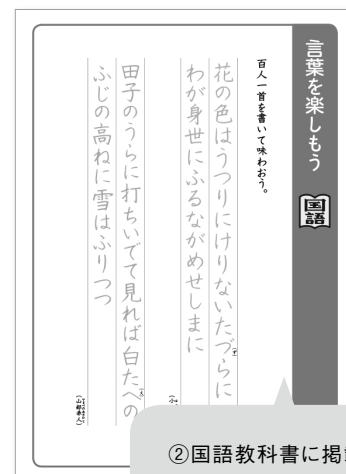 言葉を楽しもう 国語
百人一首を書いて味わおう。
花の色はうつりにけりないたづらに
わが身世にふるながめせしまに
田子のうらに打ちいでて見れば白たへの
ふじの高ねに雪はふりつつ
(山部赤人)
②国語教科書に掲